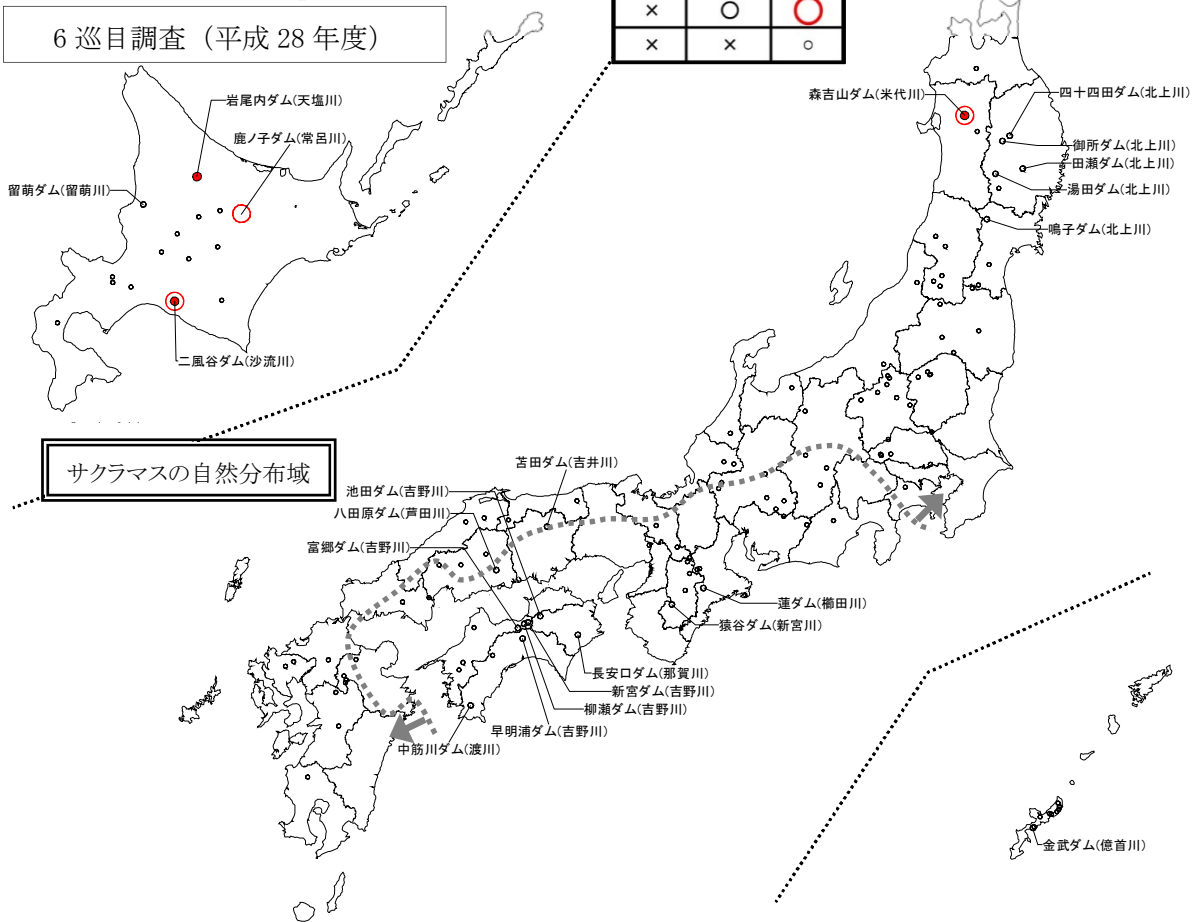 6 巡目調査（平成 28 年度）
× ○ ○
× × ○
岩尾内ダム(天塩川)
鹿ノ子ダム(常呂川)
留萌ダム(留萌川)
二風谷ダム(沙流川)
森吉山ダム(米代川)
四十四田ダム(北上川)
御所ダム(北上川)
田瀬ダム(北上川)
湯田ダム(北上川)
鳴子ダム(北上川)
サクラマスの自然分布域
苫田ダム(吉井川)
池田ダム(吉野川)
八田原ダム(芦田川)
富郷ダム(吉野川)
蓮ダム(櫛田川)
猿谷ダム(新宮川)
長安口ダム(那賀川)
新宮ダム(吉野川)
柳瀬ダム(吉野川)
早明浦ダム(吉野川)
中筋川ダム(渡川)
金武ダム(億首川)